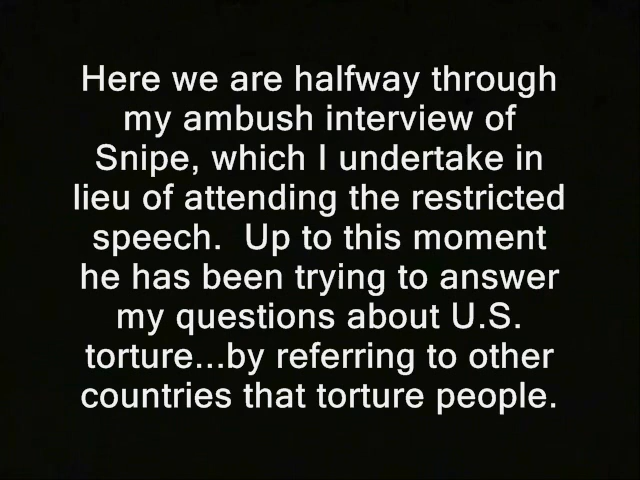 Here we are halfway through
my ambush interview of
Snipe, which I undertake in
lieu of attending the restricted
speech.  Up to this moment
he has been trying to answer
my questions about U.S.
torture...by referring to other
countries that torture people.